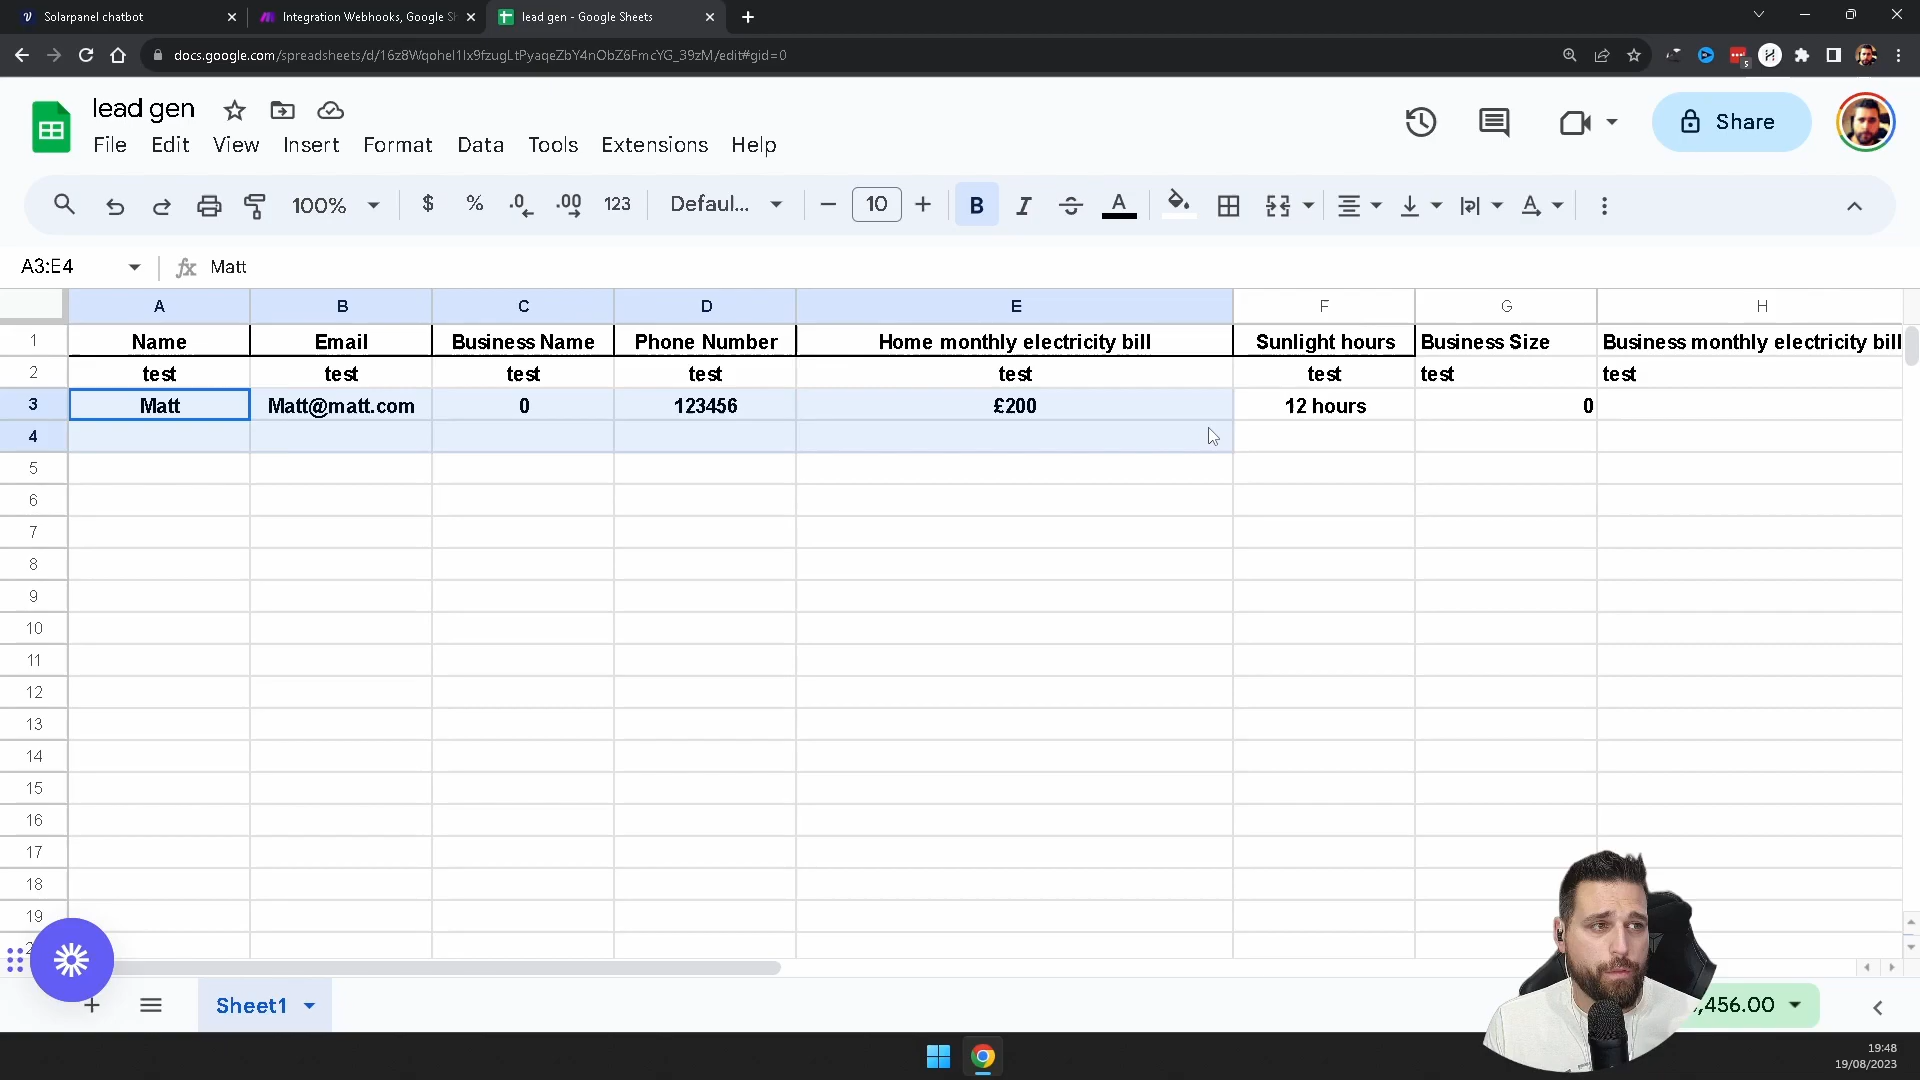 Solarpanel chatbot
Integration Webhooks, Google Sh
lead gen - Google Sheets
docs.google.com/spreadsheets/d/16z8Wqohel1Ix9fzugLtPyaqeZbY4nObZ6FmcYG_39zM/edit#gid=0
5
lead gen
File Edit View Insert Format Data Tools Extensions Help
Share
100% $ % .0 .00 123 Defaul... 10 B I A
A3:E4 fx Matt
A B C D E F G H
1 Name Email Business Name Phone Number Home monthly electricity bill Sunlight hours Business Size Business monthly electricity bill
2 test test test test test test test test
3 Matt Matt@matt.com 0 123456 £200 12 hours 0
4
5
6
7
8
9
10
11
12
13
14
15
16
17
18
19
Sheet1
,456.00
19:48
19/08/2023